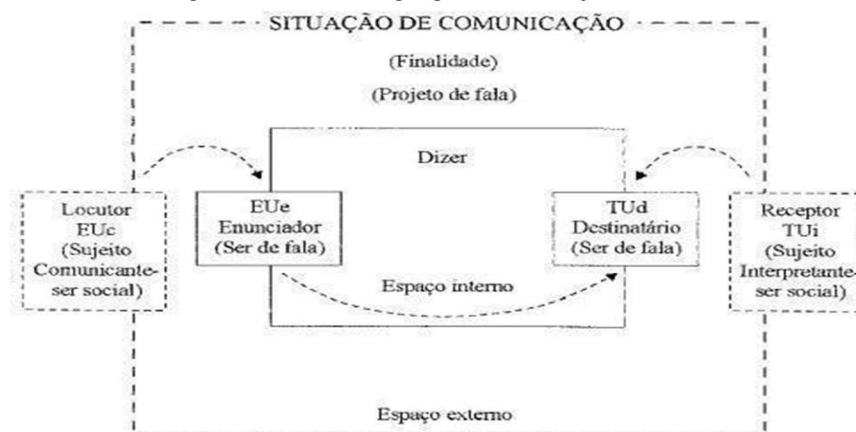 SITUAÇÃO DE COMUNICAÇÃO
(Finalidade)
(Projeto de fala)
Dizer
Locutor
EUc
(Sujeito
Comunicante-
ser social)
EUe
Enunciador
(Ser de fala)
TUd
Destinatário
(Ser de fala)
Receptor
TUi
(Sujeito
Interpretante-
ser social)
Espaço interno
Espaço externo